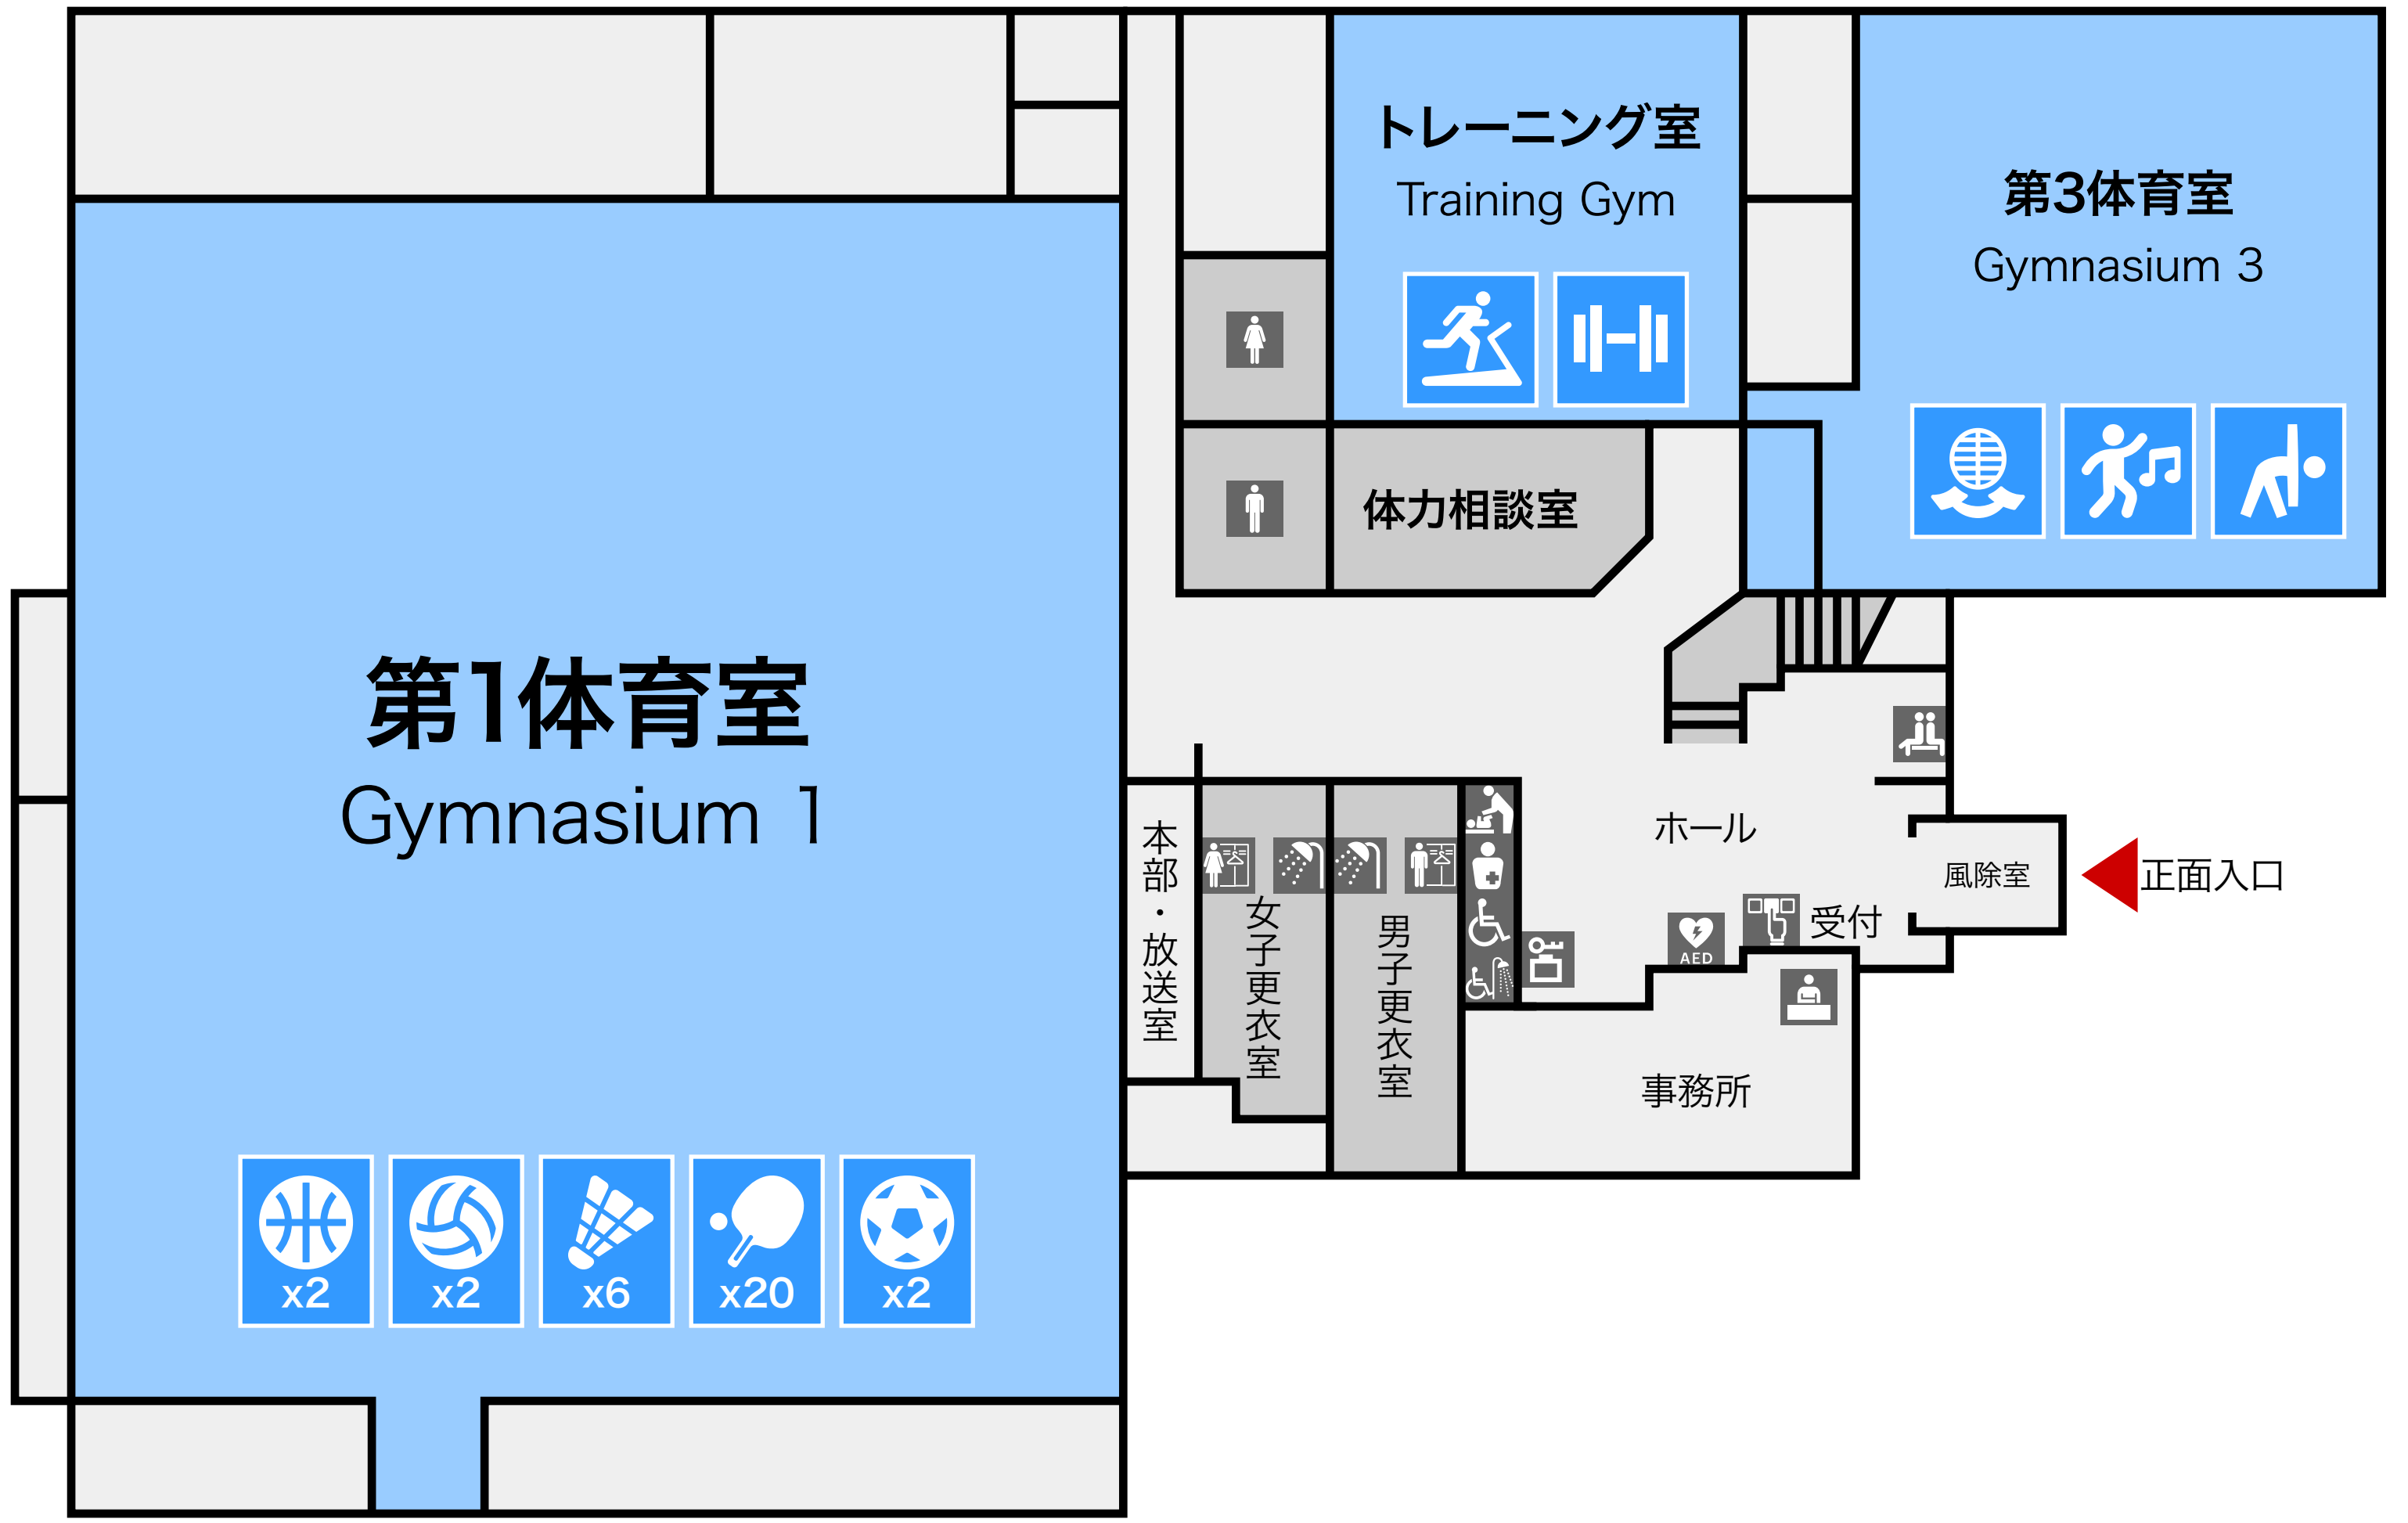 トレーニング室
Training Gym
第3体育室
Gymnasium 3
体力相談室
第1体育室
Gymnasium 1
x2
x2
x6
x20
x2
本部・放送室
女子更衣室
男子更衣室
ホール
風除室
正面入口
受付
AED
事務所